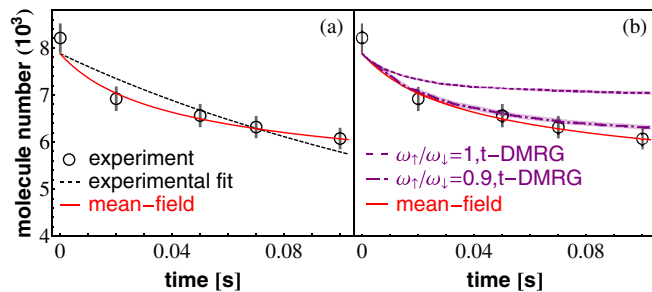 (a)
(b)
molecule number (10³)
8
7
6
5
4
experiment
experimental fit
mean-field
ω↑/ω↓=1,t-DMRG
ω↑/ω↓=0.9,t-DMRG
mean-field
0 0.04 0.08 0 0.04 0.08
time [s] time [s]